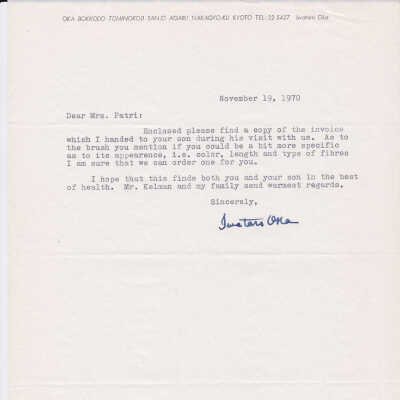 OKA BOKKODO TOMINOKOJI SANJO AGARU NAKAGYO-KU KYOTO TEL: 22-5457 Iwataro Oka
November 19, 1970
Dear Mrs. Patri:
Enclosed please find a copy of the invoice
which I handed to your son during his visit with us. As to
the brush you mention if you could be a bit more specific
as to its appearance, i.e. color, length and type of fibres
I am sure that we can order one for you.
I hope that this finds both you and your son in the best
of health. Mr. Kelman and my family send warmest regards.
Sincerely,
Iwataro Oka